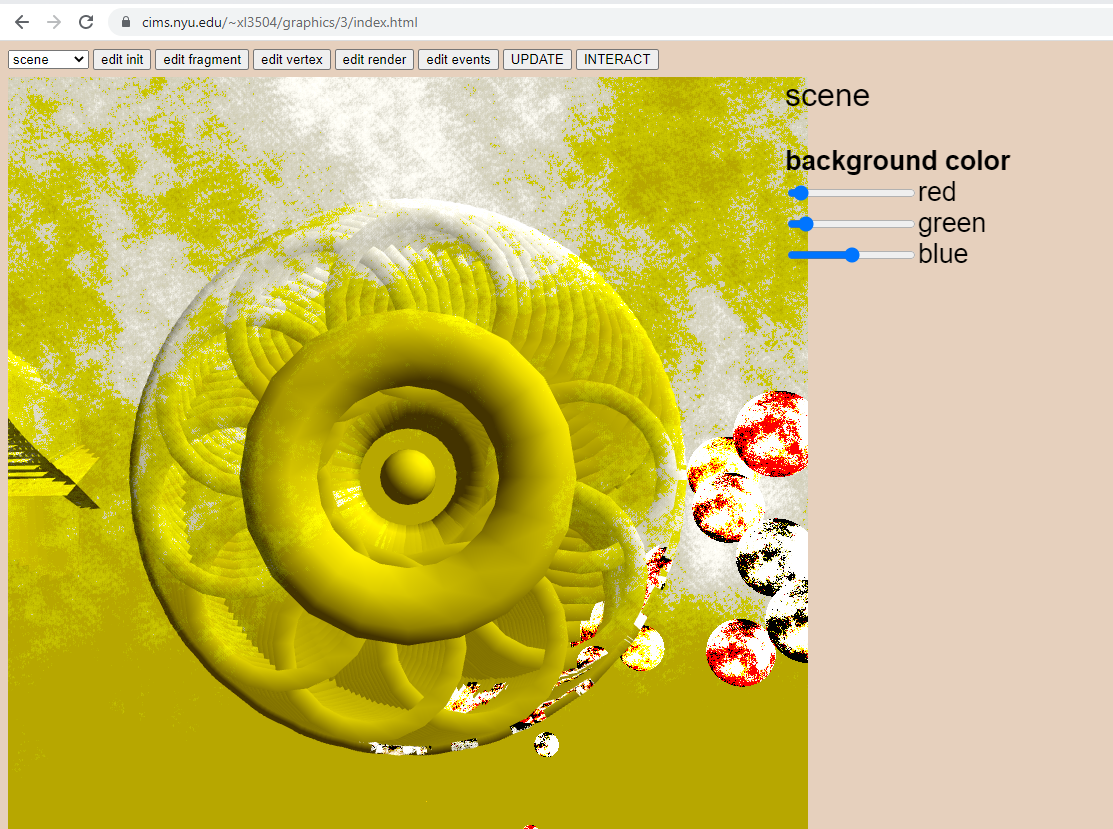 cims.nyu.edu/~xl3504/graphics/3/index.html
scene edit init edit fragment edit vertex edit render edit events UPDATE INTERACT
scene
background color
red
green
blue